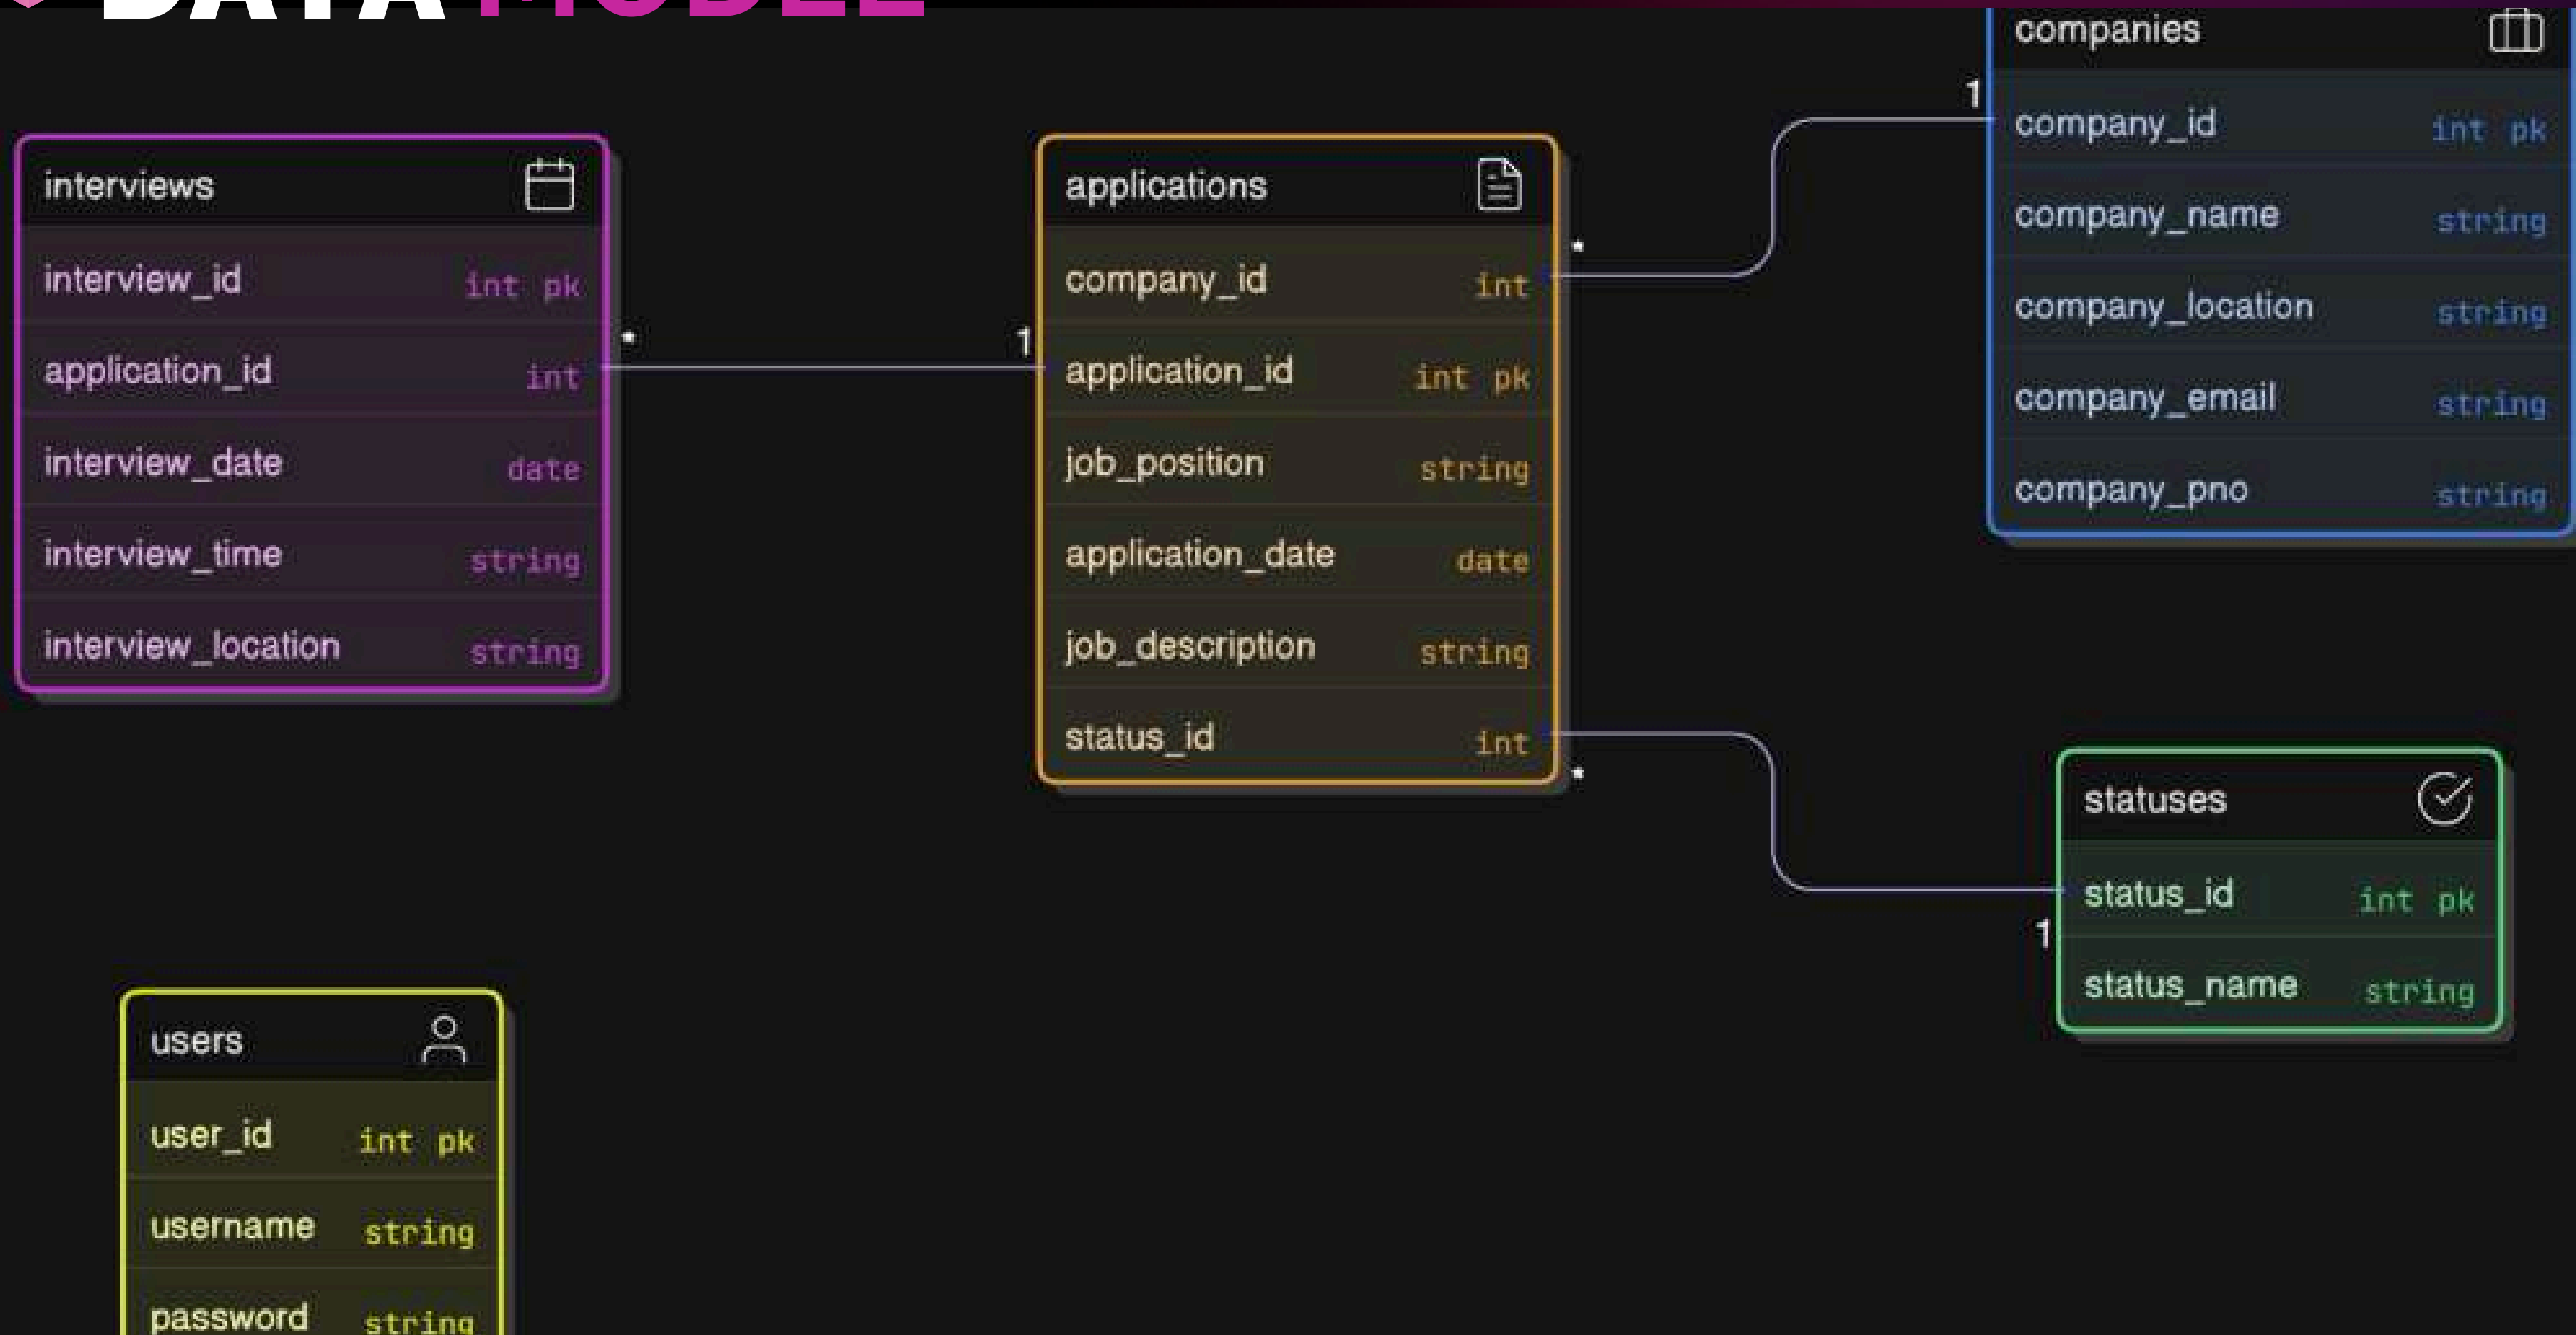 DATA MODEL
interviews
interview_id int pk
application_id int
interview_date date
interview_time string
interview_location string
*
1
applications
company_id int
application_id int pk
job_position string
application_date date
job_description string
status_id int
*
*
1
companies
company_id int pk
company_name string
company_location string
company_email string
company_pno string
statuses
status_id int pk
status_name string
1
users
user_id int pk
username string
password string